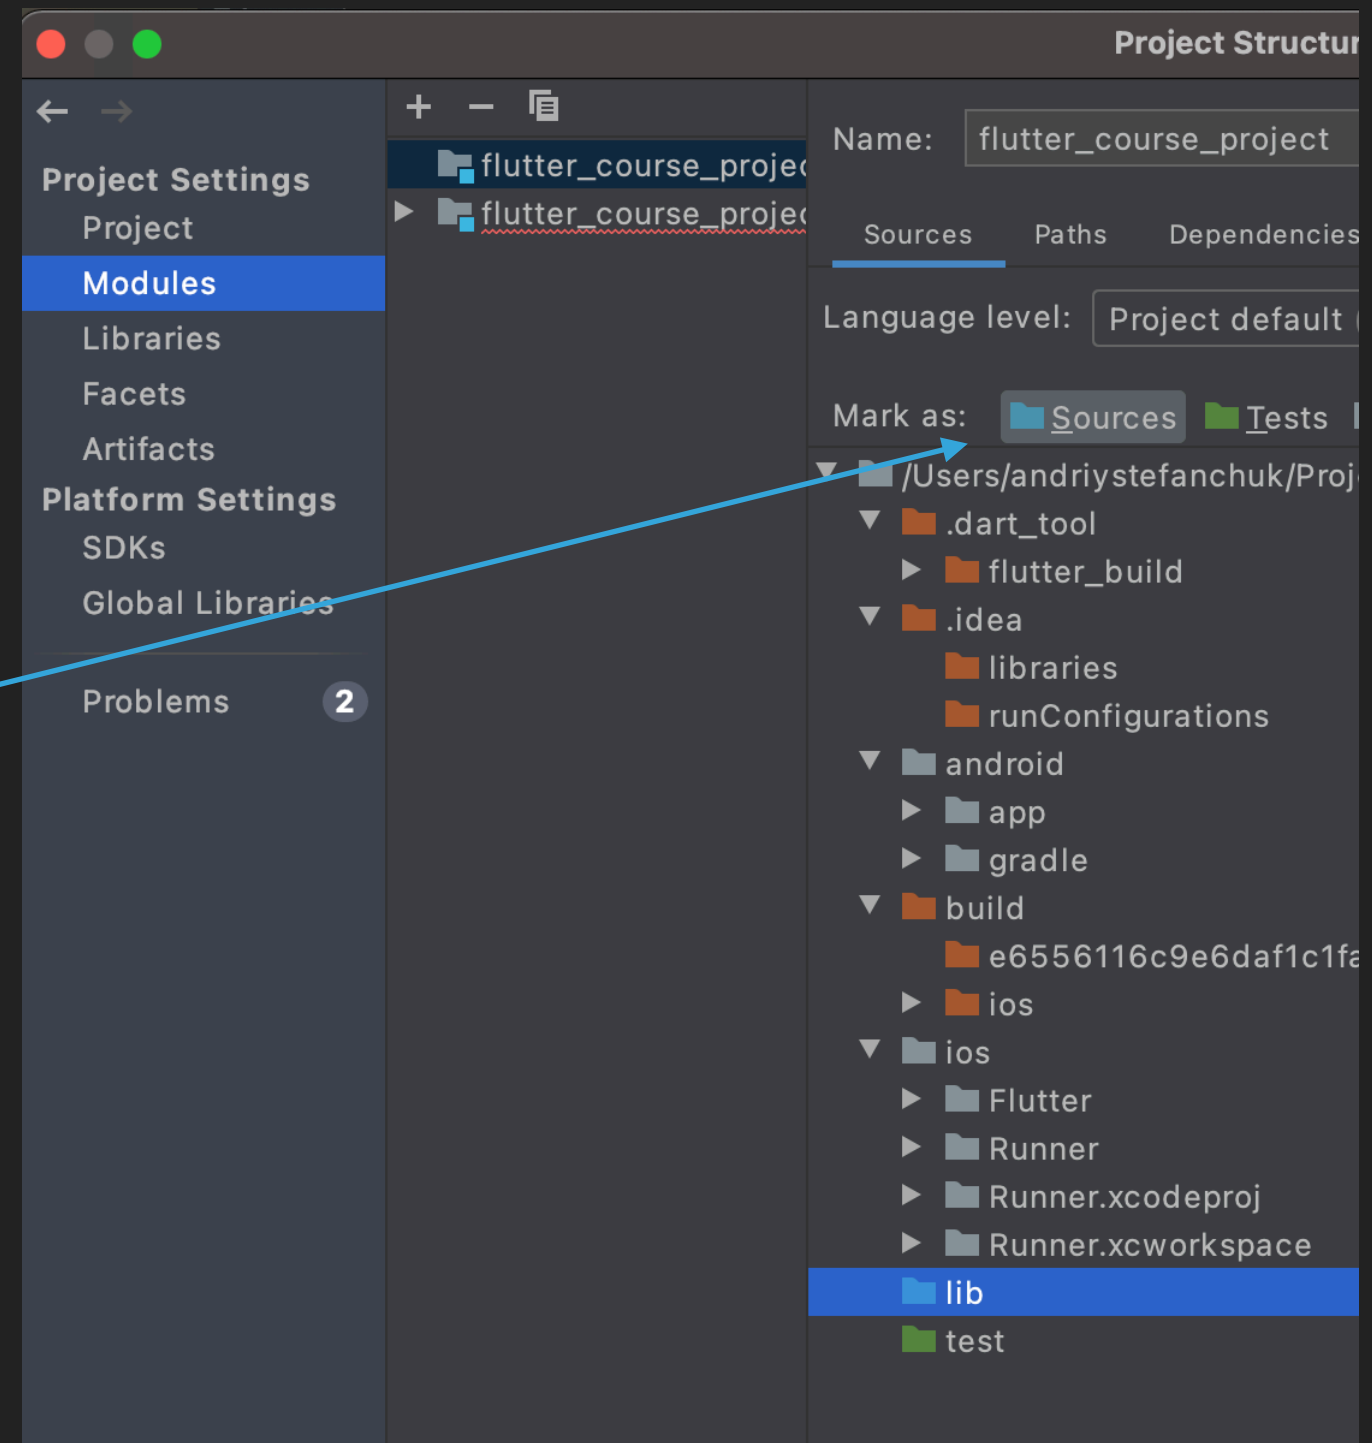 Project Structur
Project Settings
Project
Modules
Libraries
Facets
Artifacts
Platform Settings
SDKs
Global Libraries
Problems 2
flutter_course_projec
flutter_course_projec
Name: flutter_course_project
Sources Paths Dependencies
Language level: Project default (
Mark as: Sources Tests
/Users/andriystefanchuk/Proj
.dart_tool
flutter_build
.idea
libraries
runConfigurations
android
app
gradle
build
e6556116c9e6daf1c1fa
ios
ios
Flutter
Runner
Runner.xcodeproj
Runner.xcworkspace
lib
test